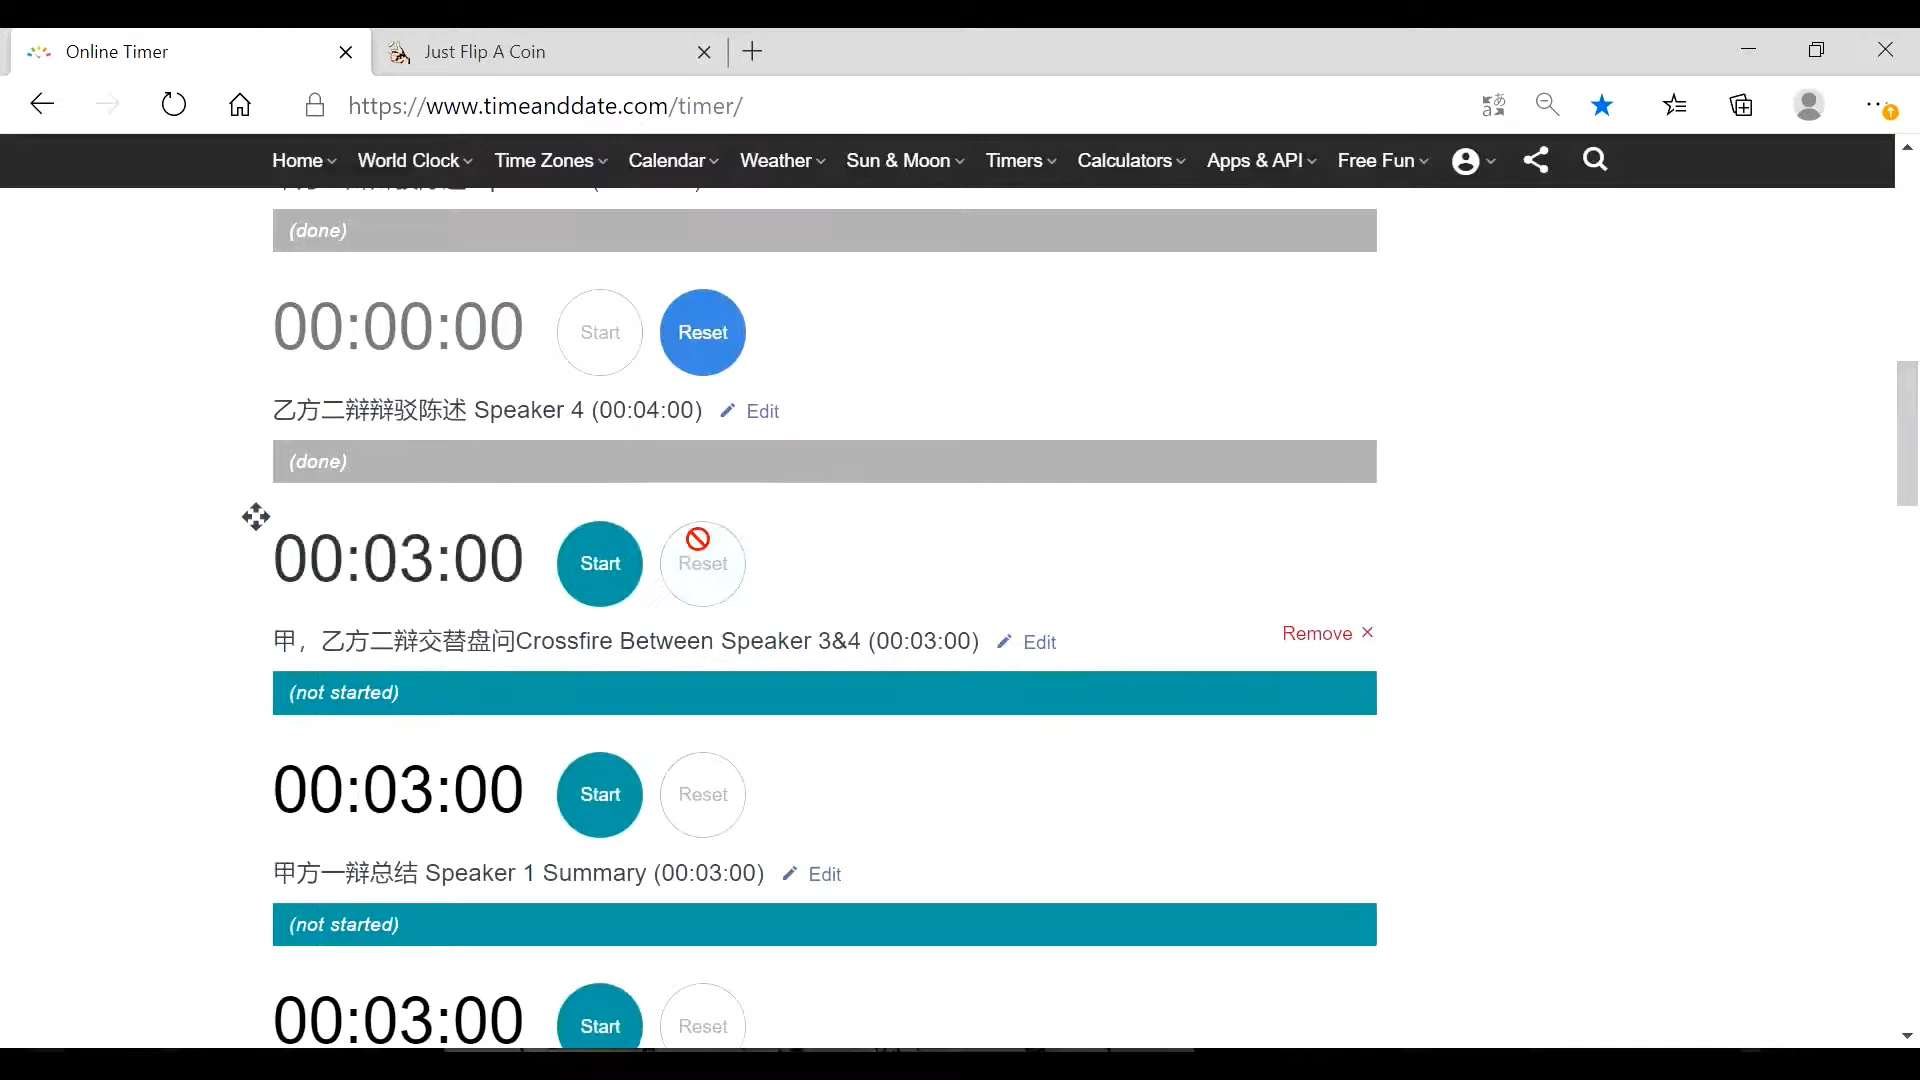 Online Timer
Just Flip A Coin
https://www.timeanddate.com/timer/
Home World Clock Time Zones Calendar Weather Sun & Moon Timers Calculators Apps & API Free Fun
(done)
00:00:00 Start Reset
乙方二辩辩驳陈述 Speaker 4 (00:04:00) Edit
(done)
00:03:00 Start Reset
甲，乙方二辩交替盘问Crossfire Between Speaker 3&4 (00:03:00) Edit Remove ×
(not started)
00:03:00 Start Reset
甲方一辩总结 Speaker 1 Summary (00:03:00) Edit
(not started)
00:03:00 Start Reset